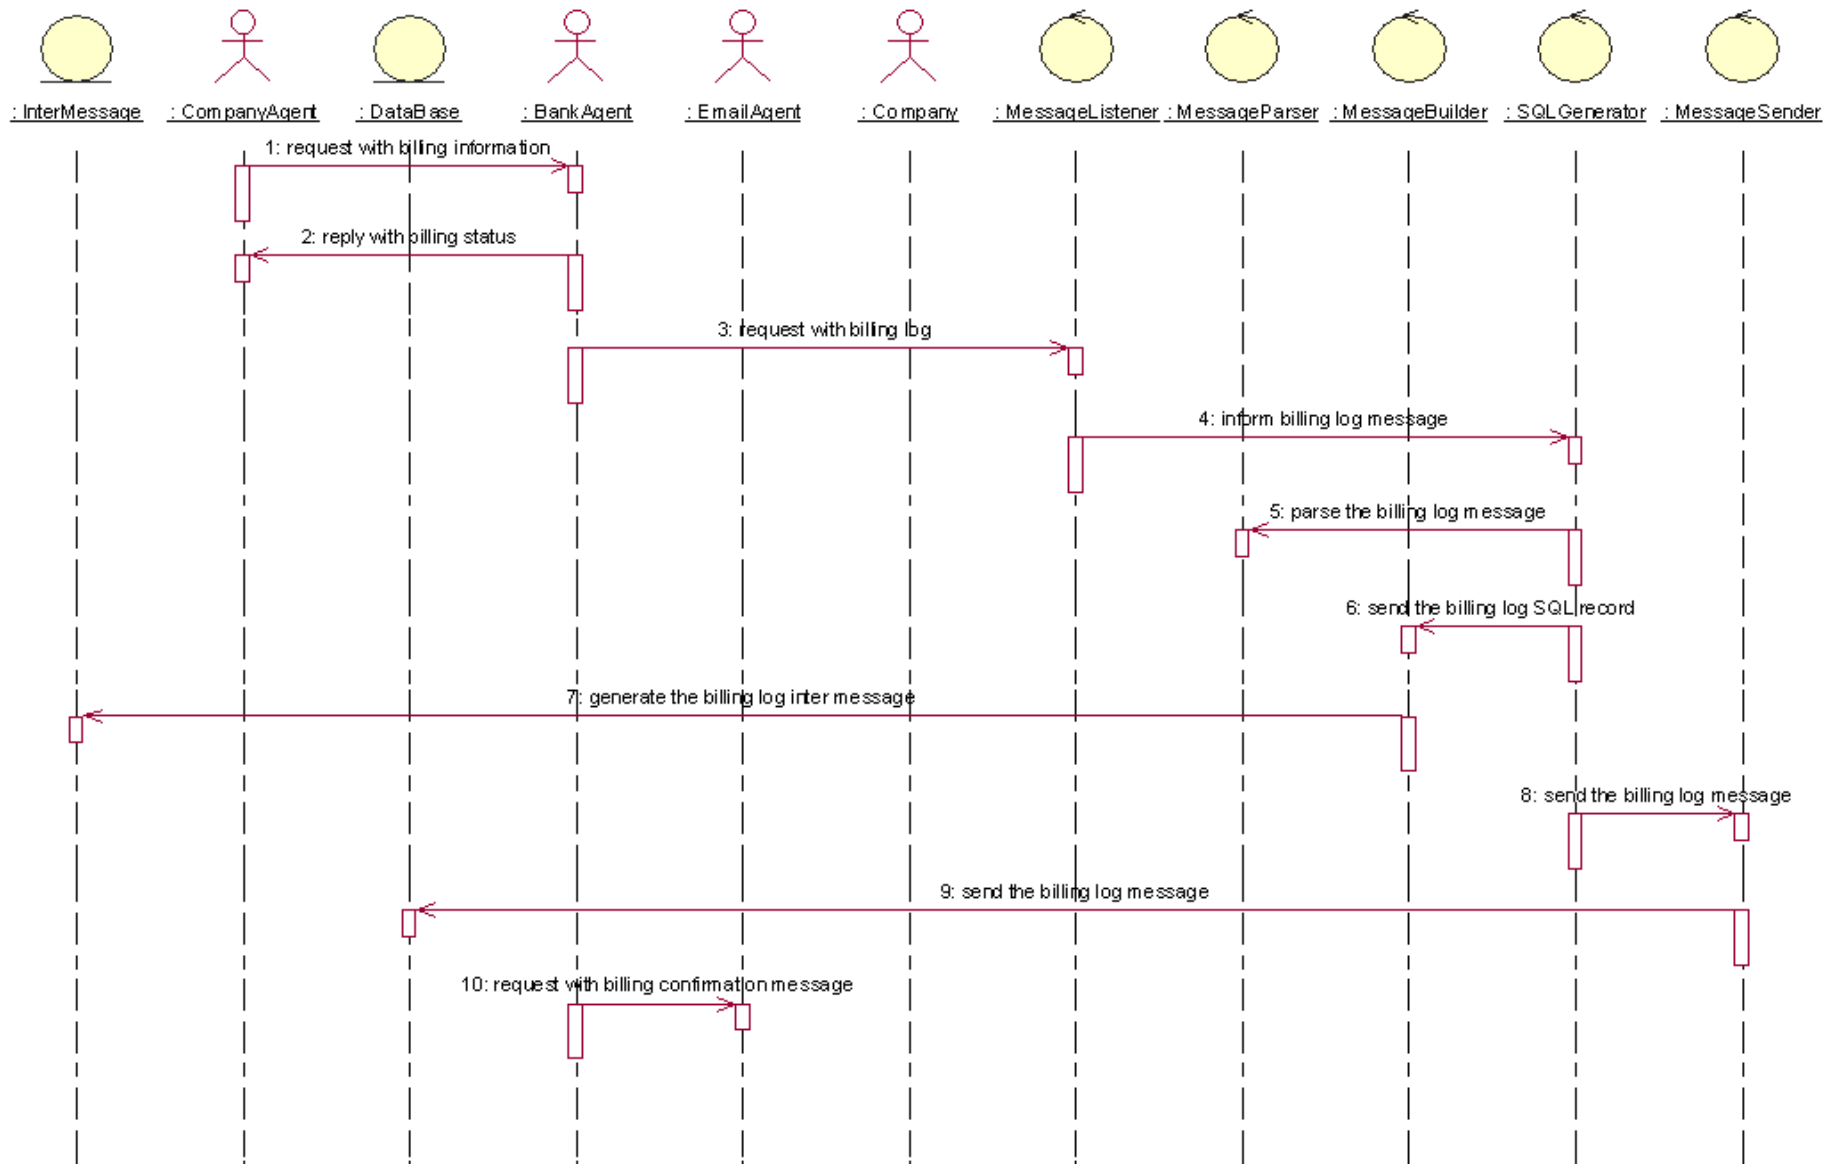 : InterMessage : CompanyAgent : DataBase : BankAgent : EmailAgent : Company : MessageListener : MessageParser : MessageBuilder : SQLGenerator : MessageSender
1: request with billing information
2: reply with billing status
3: request with billing log
4: inform billing log message
5: parse the billing log message
6: send the billing log SQL record
7: generate the billing log inter message
8: send the billing log message
9: send the billing log message
10: request with billing confirmation message